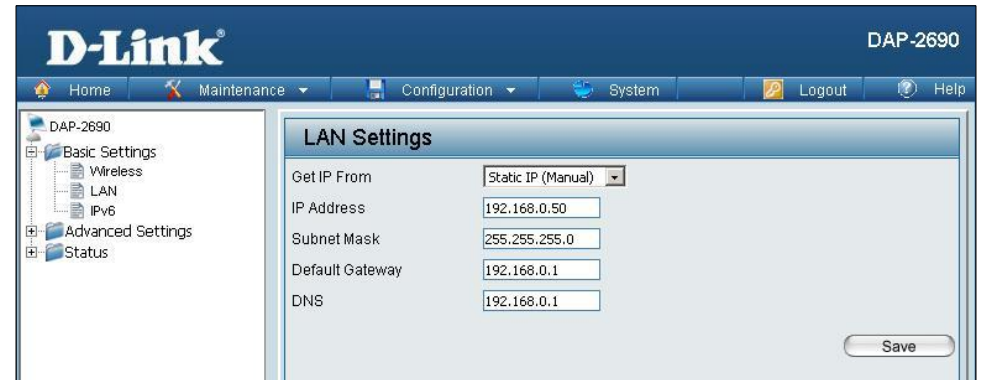 D-Link®
DAP-2690
Home Maintenance Configuration System Logout Help
DAP-2690
Basic Settings
Wireless
LAN
IPv6
Advanced Settings
Status
LAN Settings
Get IP From Static IP (Manual)
IP Address 192.168.0.50
Subnet Mask 255.255.255.0
Default Gateway 192.168.0.1
DNS 192.168.0.1
Save